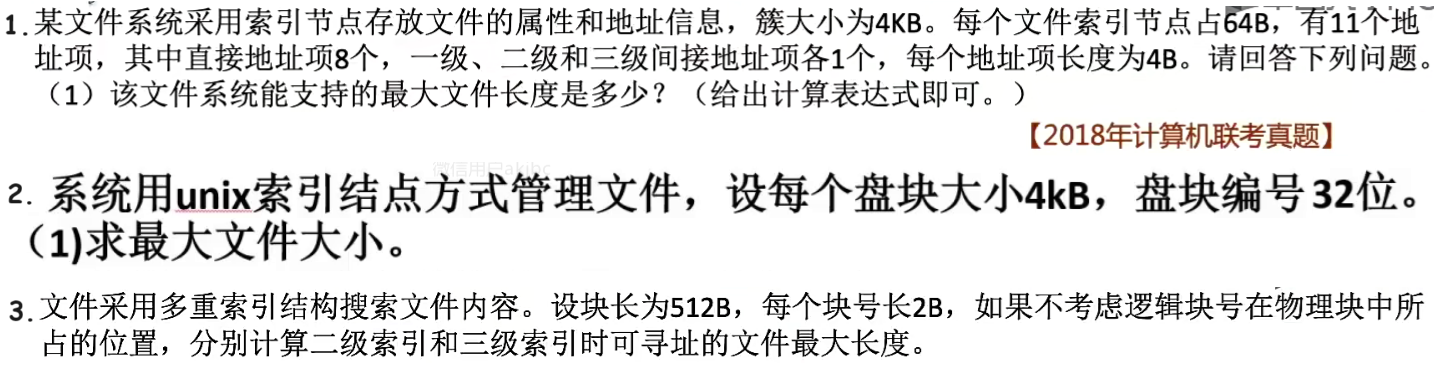 1.某文件系统采用索引节点存放文件的属性和地址信息，簇大小为4KB。每个文件索引节点占64B，有11个地
址项，其中直接地址项8个，一级、二级和三级间接地址项各1个，每个地址项长度为4B。请回答下列问题。
（1）该文件系统能支持的最大文件长度是多少？（给出计算表达式即可。）
【2018年计算机联考真题】
2. 系统用unix索引结点方式管理文件，设每个盘块大小4kB，盘块编号32位。
（1)求最大文件大小。
3.文件采用多重索引结构搜索文件内容。设块长为512B，每个块号长2B，如果不考虑逻辑块号在物理块中所
占的位置，分别计算二级索引和三级索引时可寻址的文件最大长度。